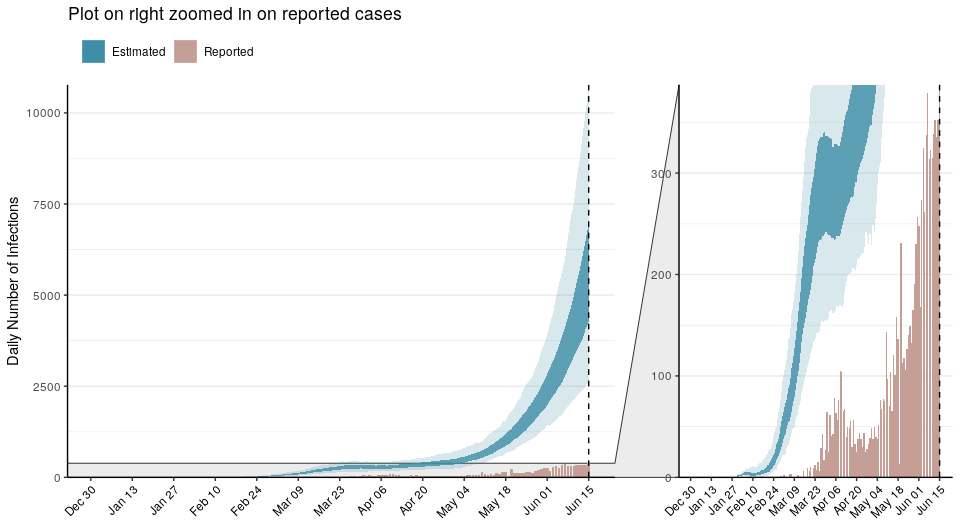 Plot on right zoomed in on reported cases
Estimated Reported
Daily Number of Infections
10000
7500
5000
2500
0
Dec 30 Jan 13 Jan 27 Feb 10 Feb 24 Mar 09 Mar 23 Apr 06 Apr 20 May 04 May 18 Jun 01 Jun 15
300
200
100
0
Dec 30 Jan 13 Jan 27 Feb 10 Feb 24 Mar 09 Mar 23 Apr 06 Apr 20 May 04 May 18 Jun 01 Jun 15